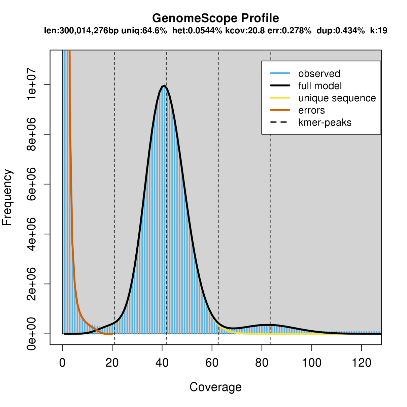 GenomeScope Profile
len:300,014,276bp uniq:64.6% het:0.0544% kcov:20.8 err:0.278% dup:0.434% k:19
observed
full model
unique sequence
errors
kmer-peaks
Frequency
1e+07
8e+06
6e+06
4e+06
2e+06
0e+00
0 20 40 60 80 100 120
Coverage